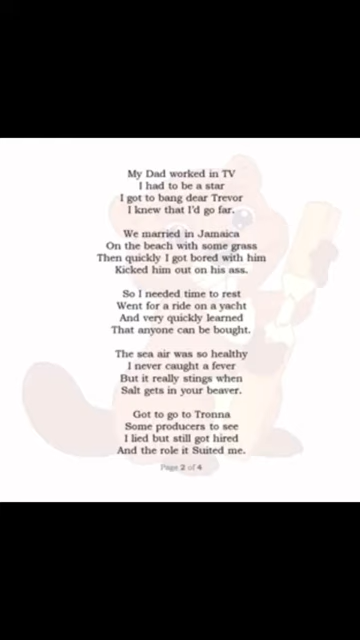 My Dad worked in TV
I had to be a star
I got to bang dear Trevor
I knew that I'd go far.
We married in Jamaica
On the beach with some grass
Then quickly I got bored with him
Kicked him out on his ass.
So I needed time to rest
Went for a ride on a yacht
And very quickly learned
That anyone can be bought.
The sea air was so healthy
I never caught a fever
But it really stings when
Salt gets in your beaver.
Got to go to Tronna
Some producers to see
I lied but still got hired
And the role it Suited me.
Page 2 of 4